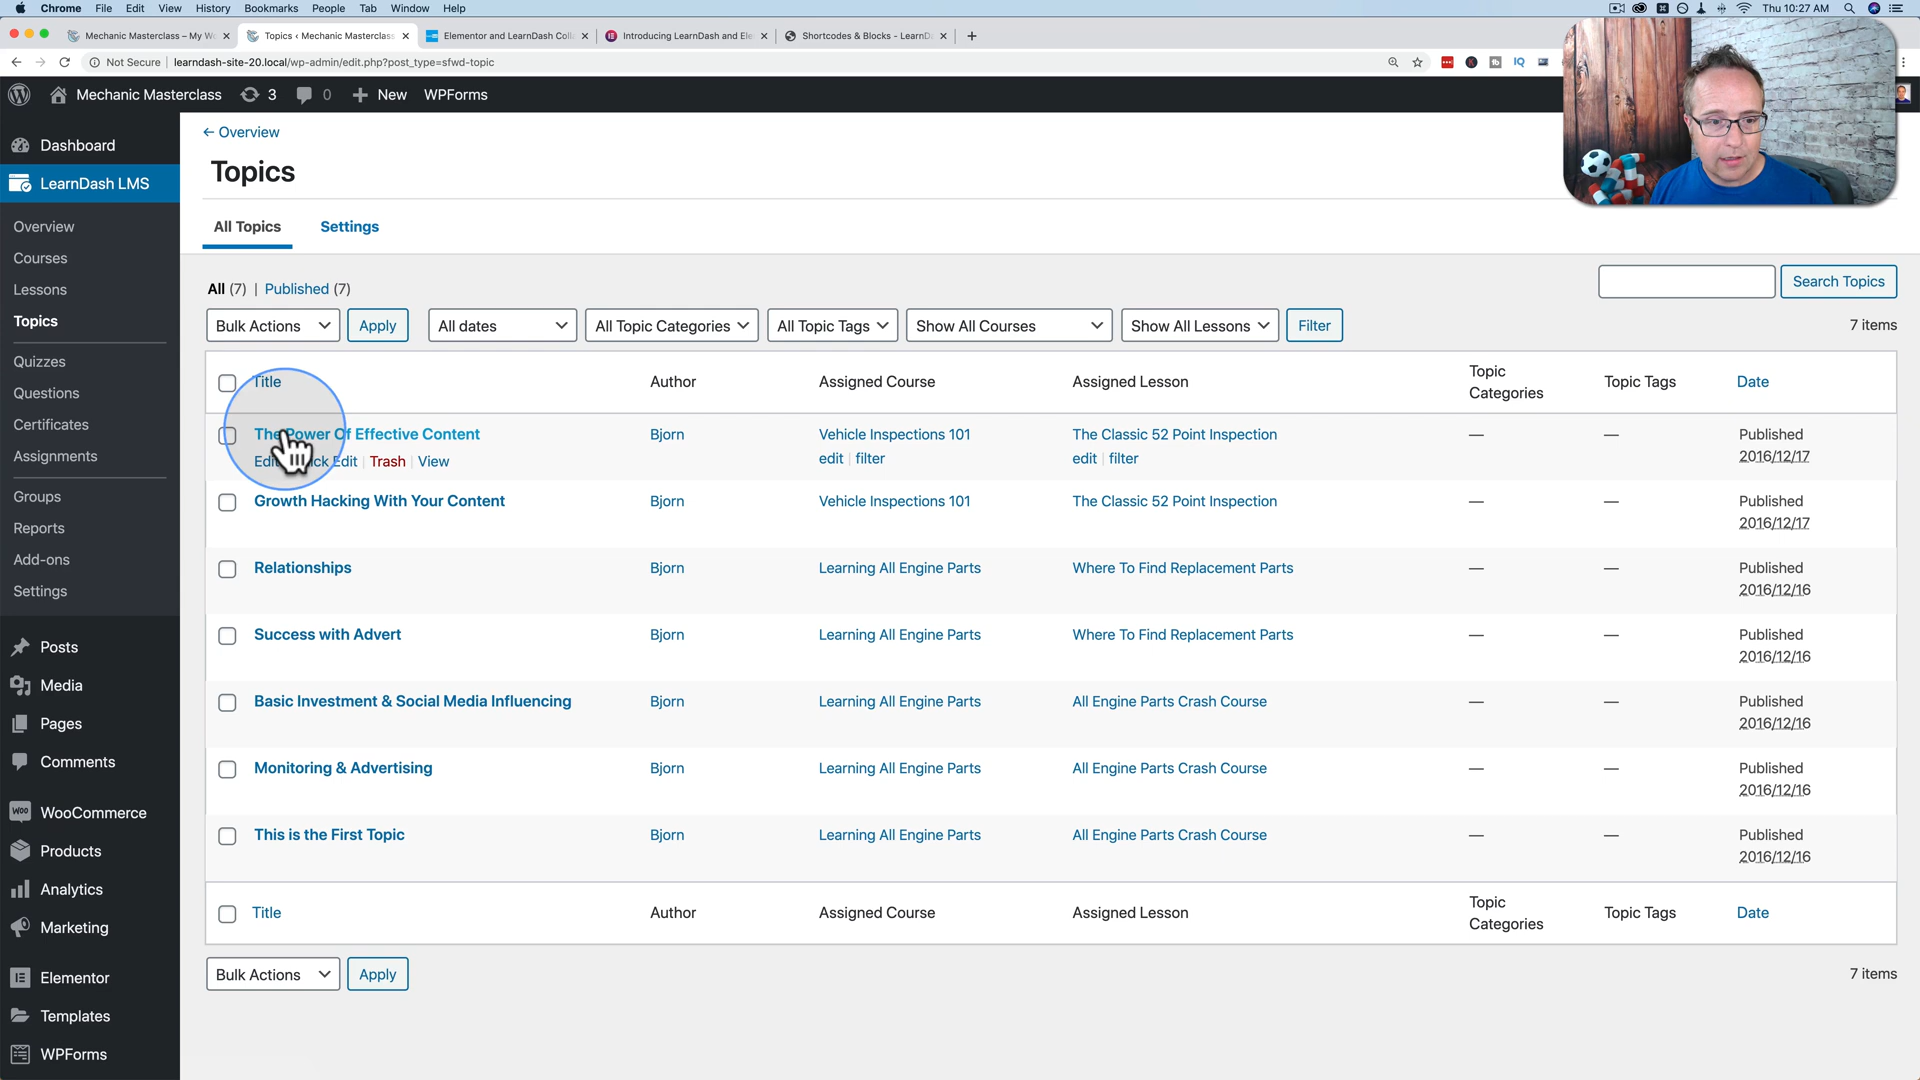 Chrome File Edit View History Bookmarks People Tab Window Help Thu 10:27 AM
Mechanic Masterclass – My W Topics ‹ Mechanic Masterclass Elementor and LearnDash Coll Introducing LearnDash and Ele Shortcodes & Blocks - LearnD
Not Secure | learndash-site-20.local/wp-admin/edit.php?post_type=sfwd-topic
Mechanic Masterclass 3 0 New WPForms
Dashboard
LearnDash LMS
Overview
Courses
Lessons
Topics
Quizzes
Questions
Certificates
Assignments
Groups
Reports
Add-ons
Settings
Posts
Media
Pages
Comments
WooCommerce
Products
Analytics
Marketing
Elementor
Templates
WPForms
← Overview
Topics
All Topics Settings
All (7) | Published (7)
Search Topics
Bulk Actions Apply All dates All Topic Categories All Topic Tags Show All Courses Show All Lessons Filter 7 items
Title Author Assigned Course Assigned Lesson Topic Categories Topic Tags Date
The Power Of Effective Content Bjorn Vehicle Inspections 101 The Classic 52 Point Inspection — — Published
Edit Edit | Trash | View edit | filter edit | filter 2016/12/17
Growth Hacking With Your Content Bjorn Vehicle Inspections 101 The Classic 52 Point Inspection — — Published
2016/12/17
Relationships Bjorn Learning All Engine Parts Where To Find Replacement Parts — — Published
2016/12/16
Success with Advert Bjorn Learning All Engine Parts Where To Find Replacement Parts — — Published
2016/12/16
Basic Investment & Social Media Influencing Bjorn Learning All Engine Parts All Engine Parts Crash Course — — Published
2016/12/16
Monitoring & Advertising Bjorn Learning All Engine Parts All Engine Parts Crash Course — — Published
2016/12/16
This is the First Topic Bjorn Learning All Engine Parts All Engine Parts Crash Course — — Published
2016/12/16
Title Author Assigned Course Assigned Lesson Topic Categories Topic Tags Date
Bulk Actions Apply 7 items